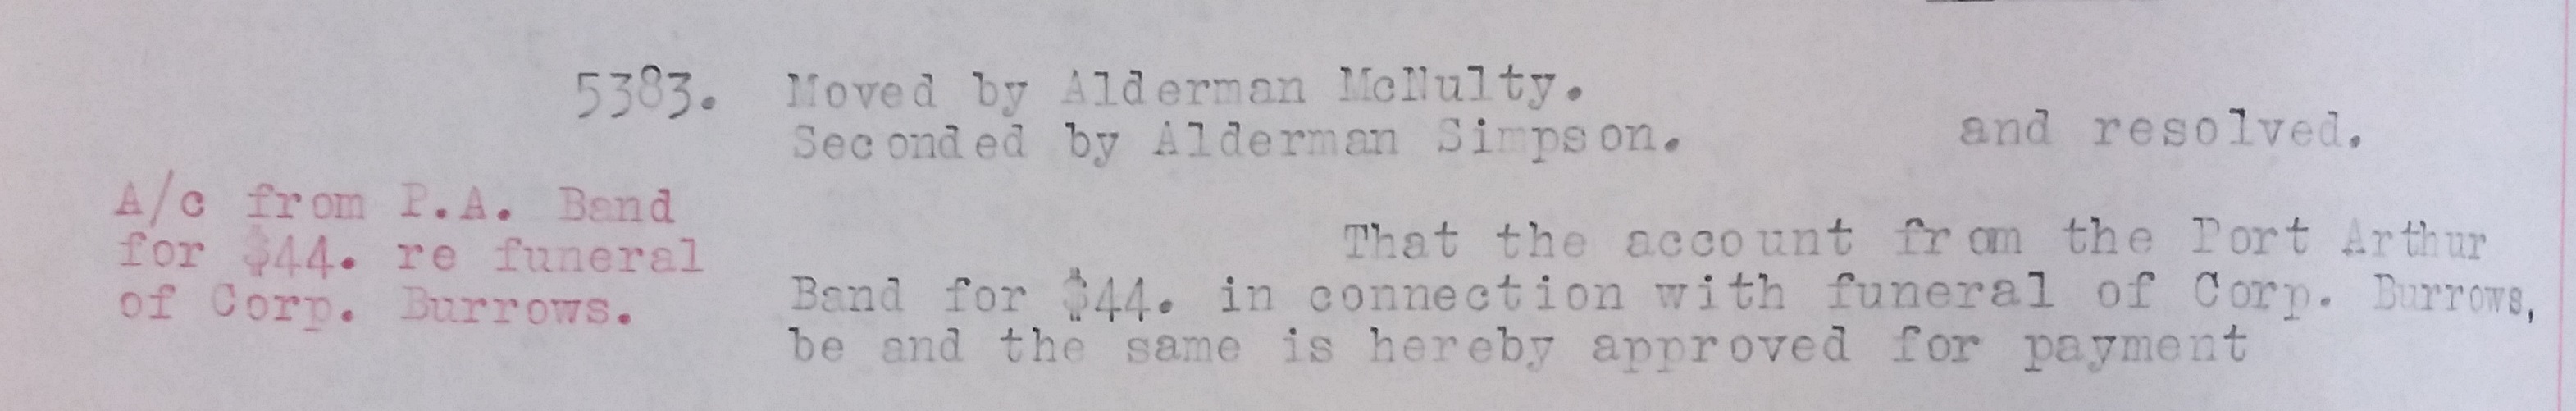 5383. Moved by Alderman McNulty.
Seconded by Alderman Simpson. and resolved.
A/c from P.A. Band
for $44. re funeral
of Corp. Burrows.
That the account from the Port Arthur
Band for $44. in connection with funeral of Corp. Burrows,
be and the same is hereby approved for payment